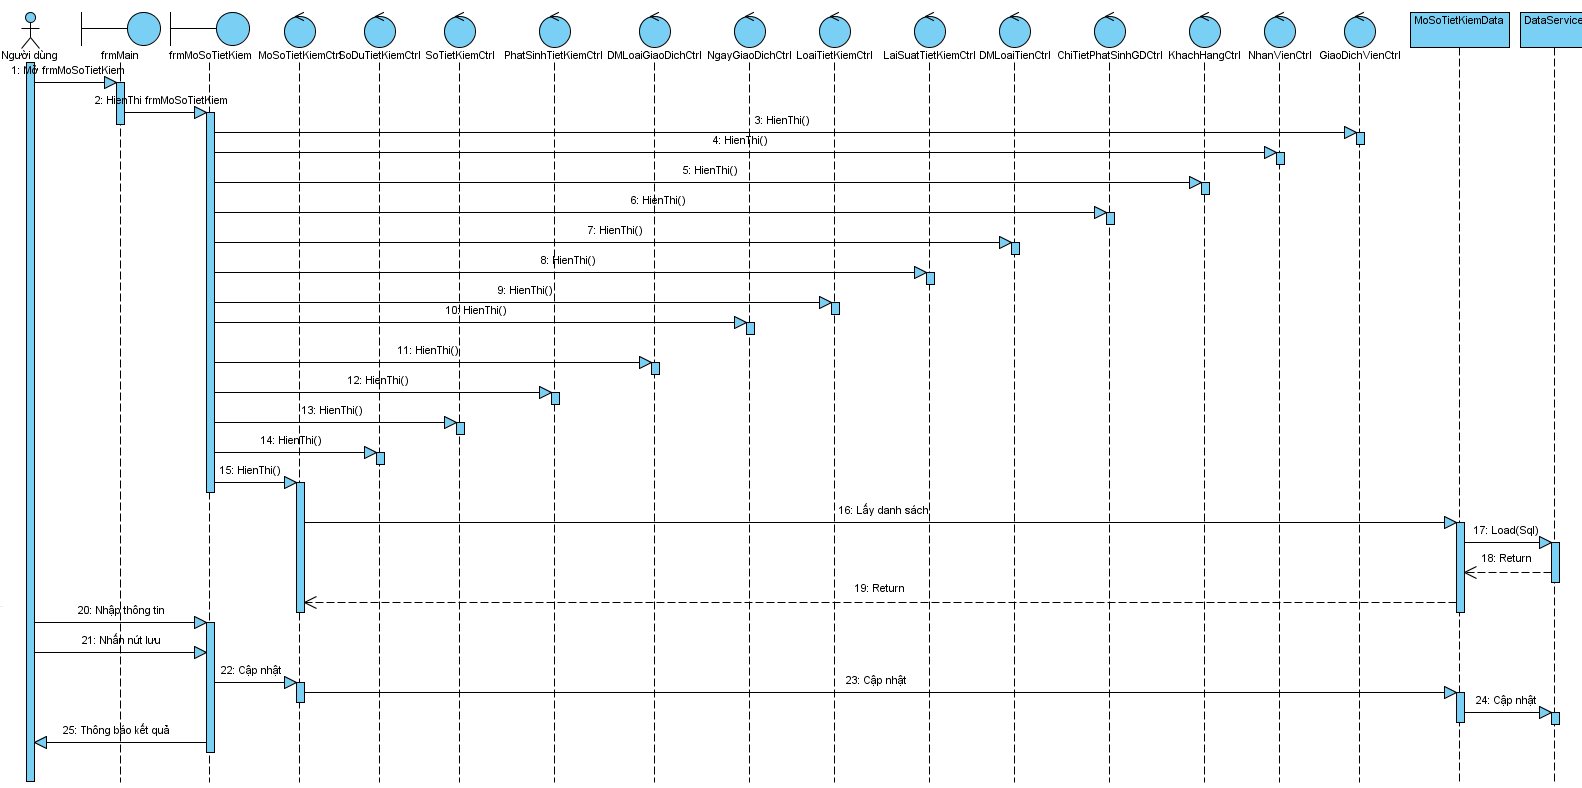 MoSoTietKiemData
DataService
Người dùng
frmMain
frmMoSoTietKiem
MoSoTietKiemCtrl
SoDuTietKiemCtrl
SoTietKiemCtrl
PhatSinhTietKiemCtrl
DMLoaiGiaoDichCtrl
NgayGiaoDichCtrl
LoaiTietKiemCtrl
LaiSuatTietKiemCtrl
DMLoaiTienCtrl
ChiTietPhatSinhGDCtrl
KhachHangCtrl
NhanVienCtrl
GiaoDichVienCtrl
1: Mở frmMoSoTietKiem
2: HienThi frmMoSoTietKiem
3: HienThi()
4: HienThi()
5: HienThi()
6: HienThi()
7: HienThi()
8: HienThi()
9: HienThi()
10: HienThi()
11: HienThi()
12: HienThi()
13: HienThi()
14: HienThi()
15: HienThi()
16: Lấy danh sách
17: Load(Sql)
18: Return
19: Return
20: Nhập thông tin
21: Nhấn nút lưu
22: Cập nhật
23: Cập nhật
24: Cập nhật
25: Thông báo kết quả